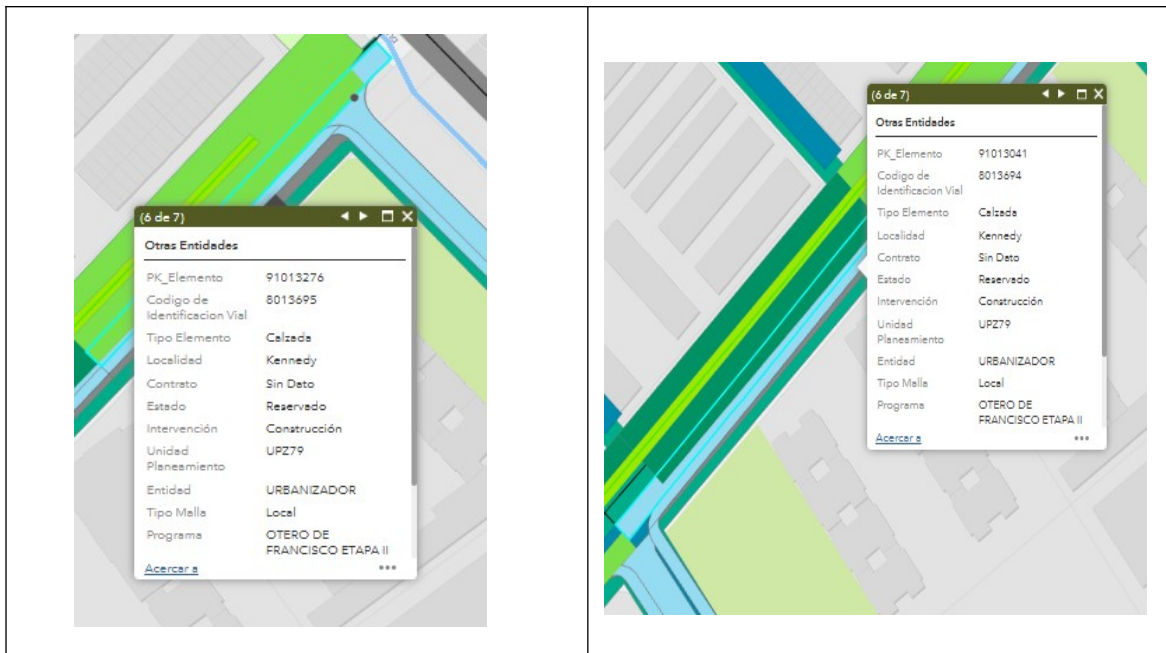 (6 de 7)
Otras Entidades
PK_Elemento 91013276
Codigo de 8013695
Identificacion Vial
Tipo Elemento Calzada
Localidad Kennedy
Contrato Sin Dato
Estado Reservado
Intervención Construcción
Unidad UPZ79
Planeamiento
Entidad URBANIZADOR
Tipo Malla Local
Programa OTERO DE
FRANCISCO ETAPA II
Acercar a
(6 de 7)
Otras Entidades
PK_Elemento 91013041
Codigo de 8013694
Identificacion Vial
Tipo Elemento Calzada
Localidad Kennedy
Contrato Sin Dato
Estado Reservado
Intervención Construcción
Unidad UPZ79
Planeamiento
Entidad URBANIZADOR
Tipo Malla Local
Programa OTERO DE
FRANCISCO ETAPA II
Acercar a